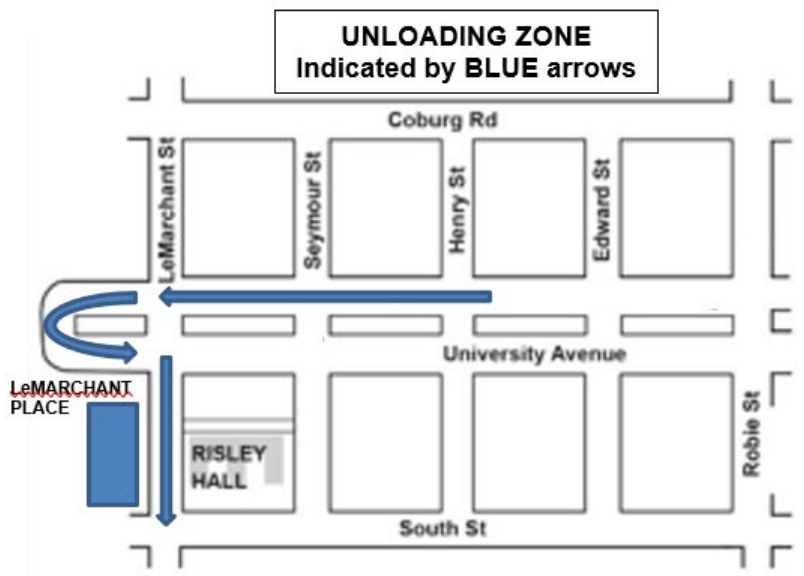 UNLOADING ZONE
Indicated by BLUE arrows
Coburg Rd
LeMarchant St
Seymour St
Henry St
Edward St
University Avenue
LeMARCHANT
PLACE
RISLEY
HALL
Robie St
South St